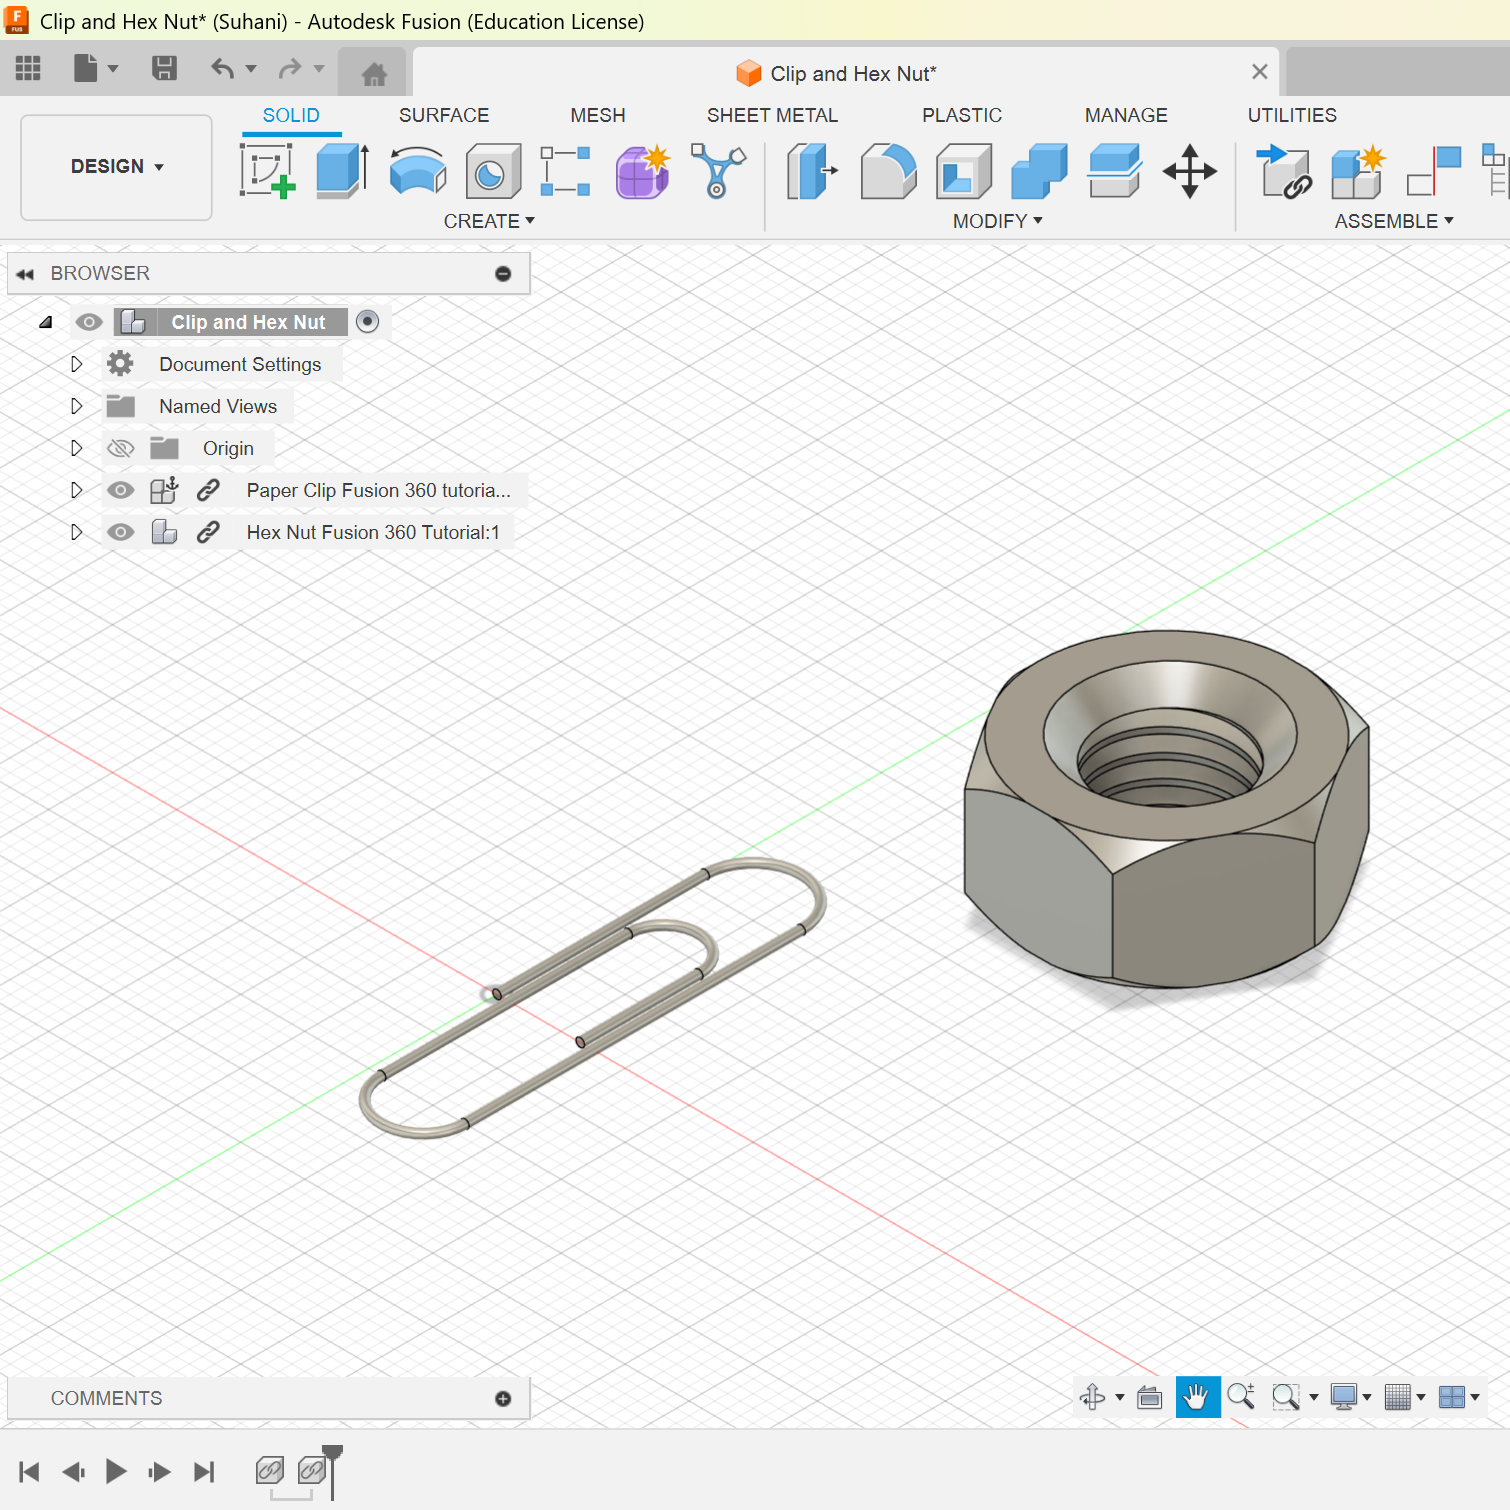 Clip and Hex Nut* (Suhani) - Autodesk Fusion (Education License)
Clip and Hex Nut*
SOLID SURFACE MESH SHEET METAL PLASTIC MANAGE UTILITIES
DESIGN
CREATE MODIFY ASSEMBLE
BROWSER
Clip and Hex Nut
Document Settings
Named Views
Origin
Paper Clip Fusion 360 tutoria...
Hex Nut Fusion 360 Tutorial:1
COMMENTS